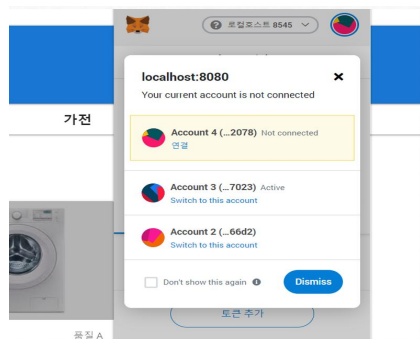 로컬호스트 8545
localhost:8080
Your current account is not connected
가전
Account 4 (...2078) Not connected
연결
Account 3 (...7023) Active
Switch to this account
Account 2 (...66d2)
Switch to this account
Don't show this again
Dismiss
토큰 추가
품질 A